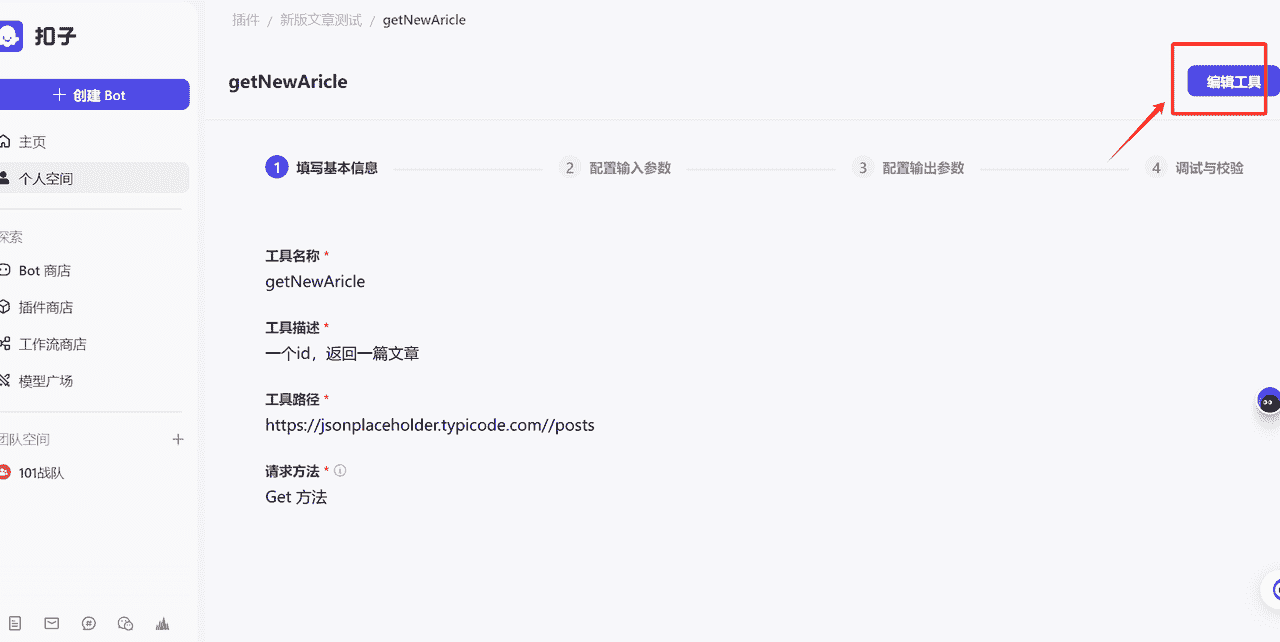 扣子
插件 / 新版文章测试 / getNewAricle
getNewAricle
编辑工具
+ 创建 Bot
主页
个人空间
探索
Bot 商店
插件商店
工作流商店
模型广场
团队空间 +
101战队
1 填写基本信息
2 配置输入参数
3 配置输出参数
4 调试与校验
工具名称 *
getNewAricle
工具描述 *
一个id，返回一篇文章
工具路径 *
https://jsonplaceholder.typicode.com//posts
请求方法 *
Get 方法